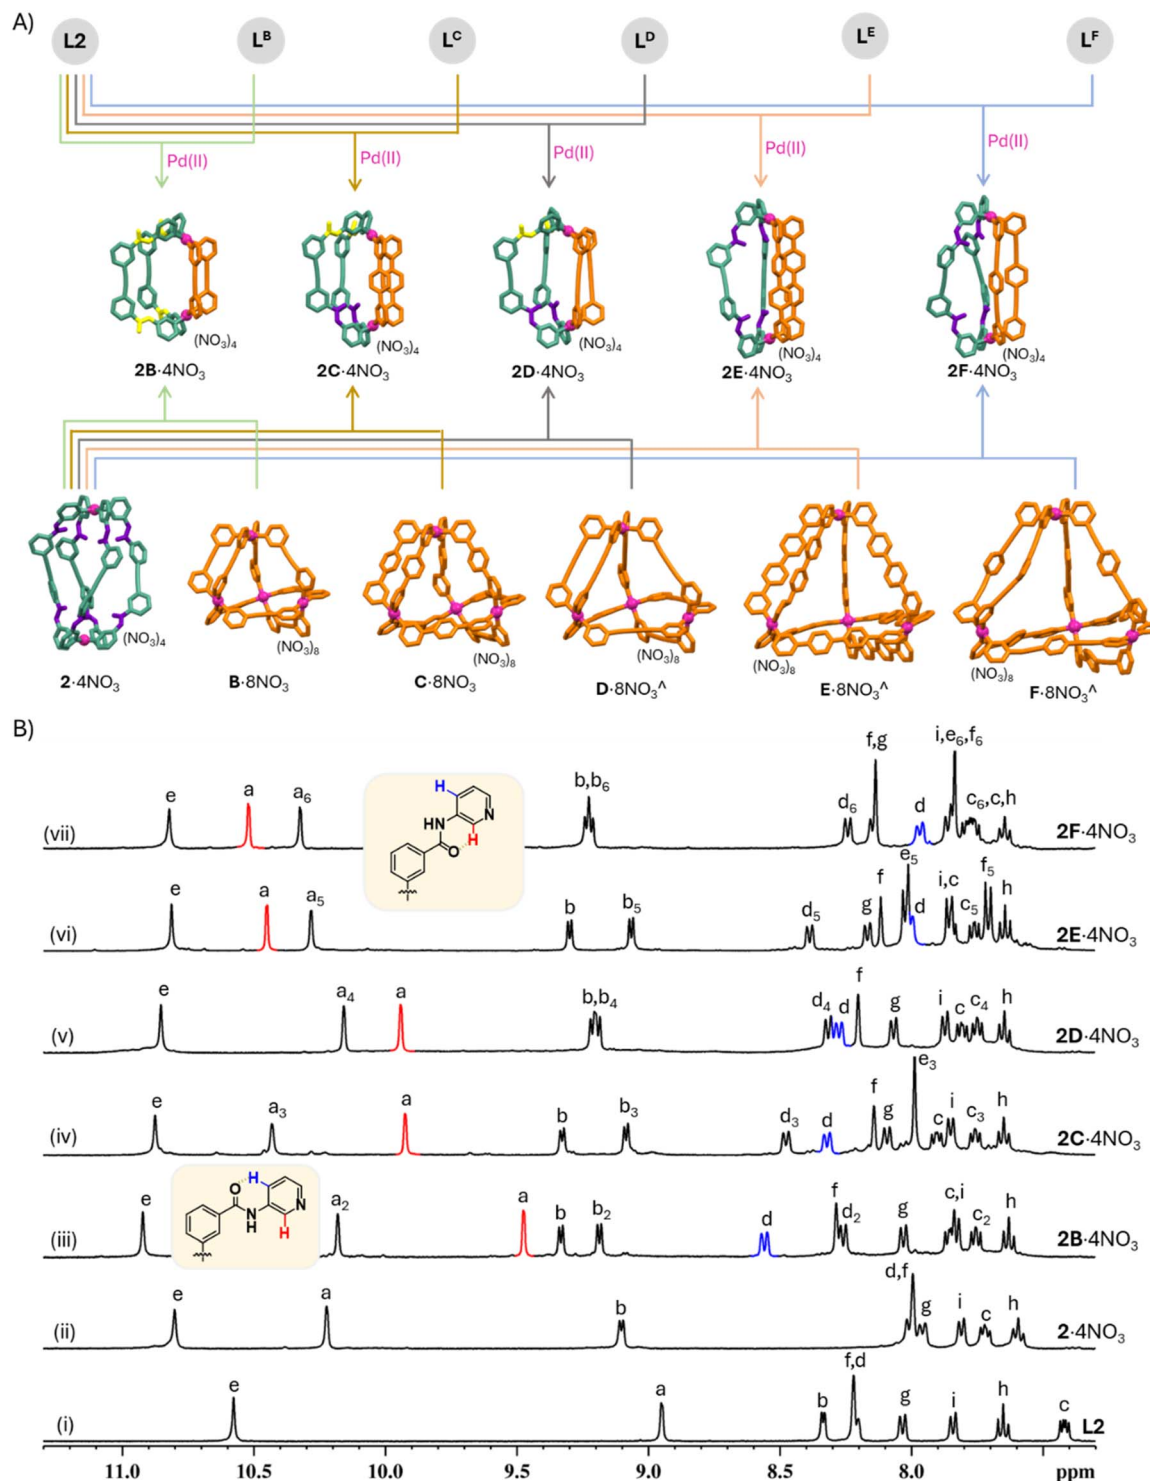 A)
L2 Lᴮ Lᶜ Lᴰ Lᴱ Lꟳ
Pd(II) Pd(II) Pd(II) Pd(II) Pd(II)
(NO₃)₄ (NO₃)₄ (NO₃)₄ (NO₃)₄ (NO₃)₄
2B·4NO₃ 2C·4NO₃ 2D·4NO₃ 2E·4NO₃ 2F·4NO₃
(NO₃)₄ (NO₃)₈ (NO₃)₈ (NO₃)₈ (NO₃)₈ (NO₃)₈
2·4NO₃ B·8NO₃ C·8NO₃ D·8NO₃^ E·8NO₃^ F·8NO₃^
B)
(vii) e a a₆ b,b₆ d₆ f,g d i,e₆,f₆ c₆,c,h 2F·4NO₃
H N HN H O
(vi) e a a₅ b b₅ d₅ g f e₅ d i,c c₅ f₅ h 2E·4NO₃
(v) e a₄ a b,b₄ d₄ d f g i c c₄ h 2D·4NO₃
(iv) e a₃ a b b₃ d₃ d f g e₃ c i c₃ h 2C·4NO₃
O H N N H H
(iii) e a₂ a b b₂ d f d₂ g c,i c₂ h 2B·4NO₃
(ii) e a b d,f g i c h 2·4NO₃
(i) e a b f,d g i h c L2
11.0 10.5 10.0 9.5 9.0 8.5 8.0 ppm